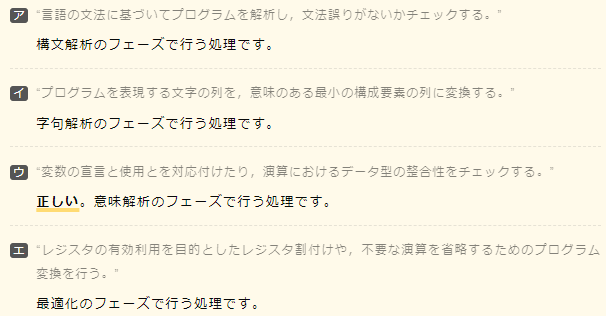 ア “言語の文法に基づいてプログラムを解析し，文法誤りがないかチェックする。”
構文解析のフェーズで行う処理です。
イ “プログラムを表現する文字の列を，意味のある最小の構成要素の列に変換する。”
字句解析のフェーズで行う処理です。
ウ “変数の宣言と使用とを対応付けたり，演算におけるデータ型の整合性をチェックする。”
正しい。意味解析のフェーズで行う処理です。
エ “レジスタの有効利用を目的としたレジスタ割付けや，不要な演算を省略するためのプログラム
変換を行う。”
最適化のフェーズで行う処理です。